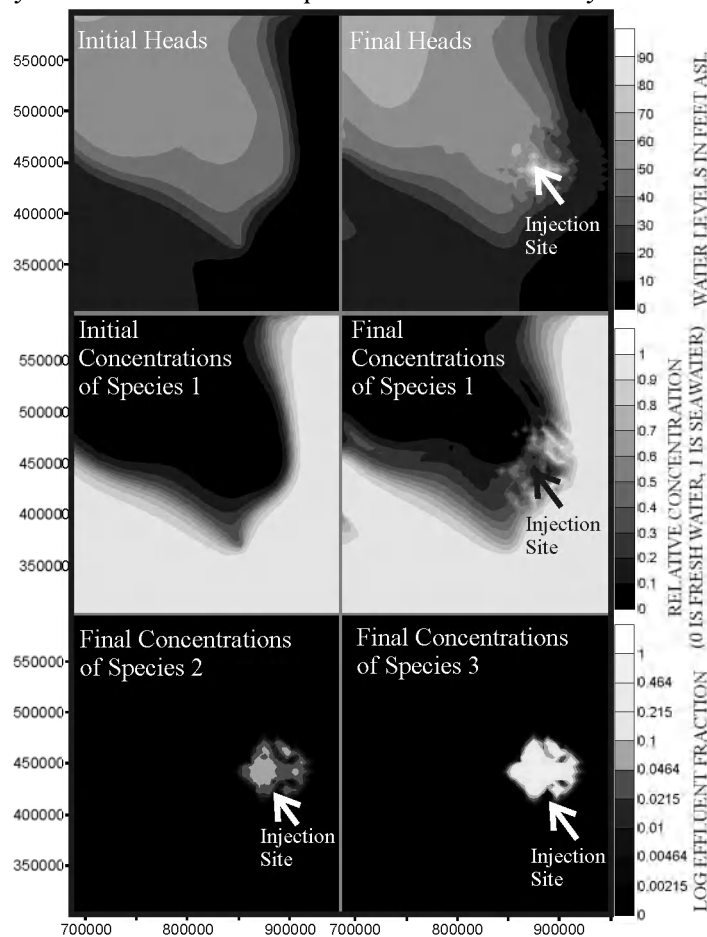 Initial Heads
Final Heads
Injection
Site
550000
500000
450000
400000
350000
90
80
70
60
50
40
30
20
10
0
WATER LEVELS IN FEET ASL
Initial
Concentrations
of Species 1
Final
Concentrations
of Species 1
Injection
Site
550000
500000
450000
400000
350000
1
0.9
0.8
0.7
0.6
0.5
0.4
0.3
0.2
0.1
0
RELATIVE CONCENTRATION
(0 IS FRESH WATER, 1 IS SEAWATER)
Final Concentrations
of Species 2
Final Concentrations
of Species 3
Injection
Site
Injection
Site
550000
500000
450000
400000
350000
1
0.464
0.215
0.1
0.0464
0.0215
0.01
0.00464
0.00215
0
LOG EFFLUENT FRACTION
700000 800000 900000 700000 800000 900000